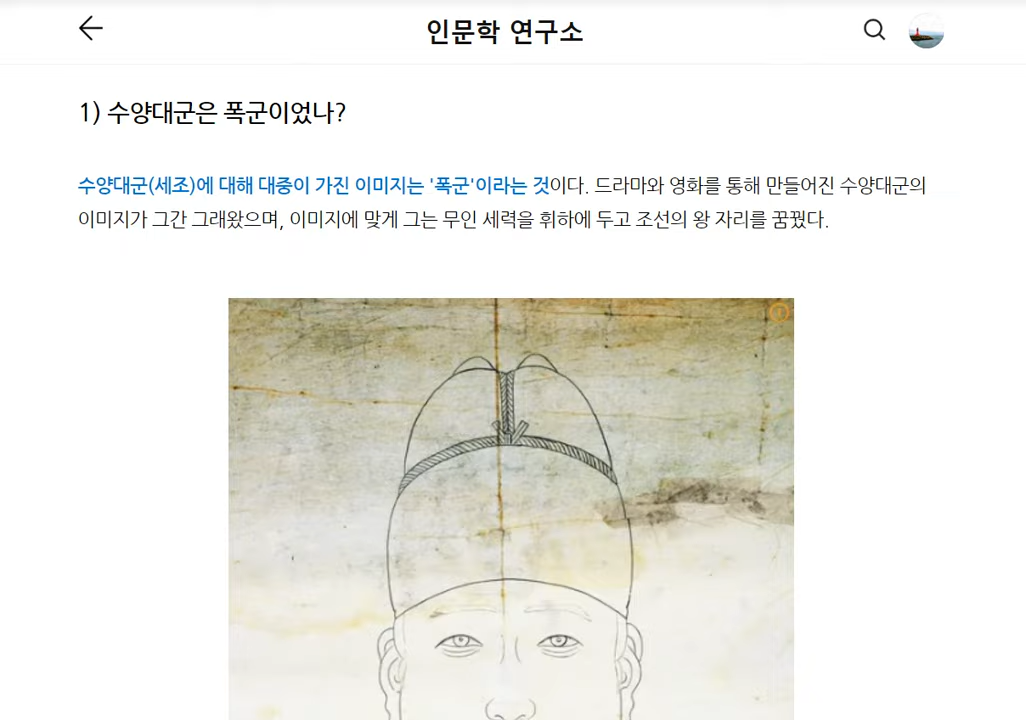 인문학 연구소
1) 수양대군은 폭군이었나?
수양대군(세조)에 대해 대중이 가진 이미지는 '폭군'이라는 것이다. 드라마와 영화를 통해 만들어진 수양대군의
이미지가 그간 그래왔으며, 이미지에 맞게 그는 무인 세력을 휘하에 두고 조선의 왕 자리를 꿈꿨다.